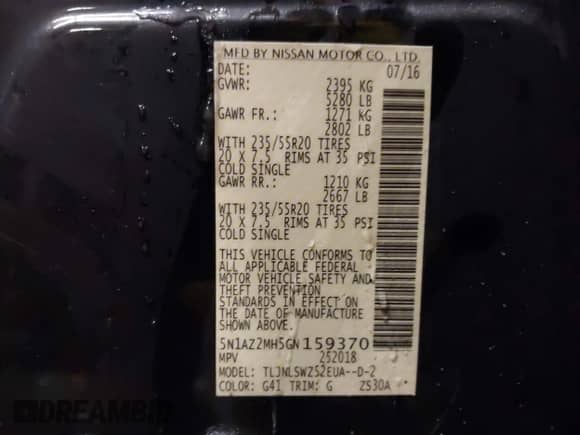 MFD BY NISSAN MOTOR CO., LTD.
DATE: 07/16
GVWR: 2395 KG
5280 LB
GAWR FR.: 1271 KG
2802 LB
WITH 235/55R20 TIRES
20 X 7.5 RIMS AT 35 PSI
COLD SINGLE
GAWR RR.: 1210 KG
2667 LB
WITH 235/55R20 TIRES
20 X 7.5 RIMS AT 35 PSI
COLD SINGLE
THIS VEHICLE CONFORMS TO
ALL APPLICABLE FEDERAL
MOTOR VEHICLE SAFETY AND
THEFT PREVENTION
STANDARDS IN EFFECT ON
THE DATE OF MANUFACTURE
SHOWN ABOVE.
5N1AZ2MH5GN159370
MPV 252018
MODEL: TLJNLSWZ52EUA--D-2
COLOR: G41 TRIM: G ZS30A
DREAMBID